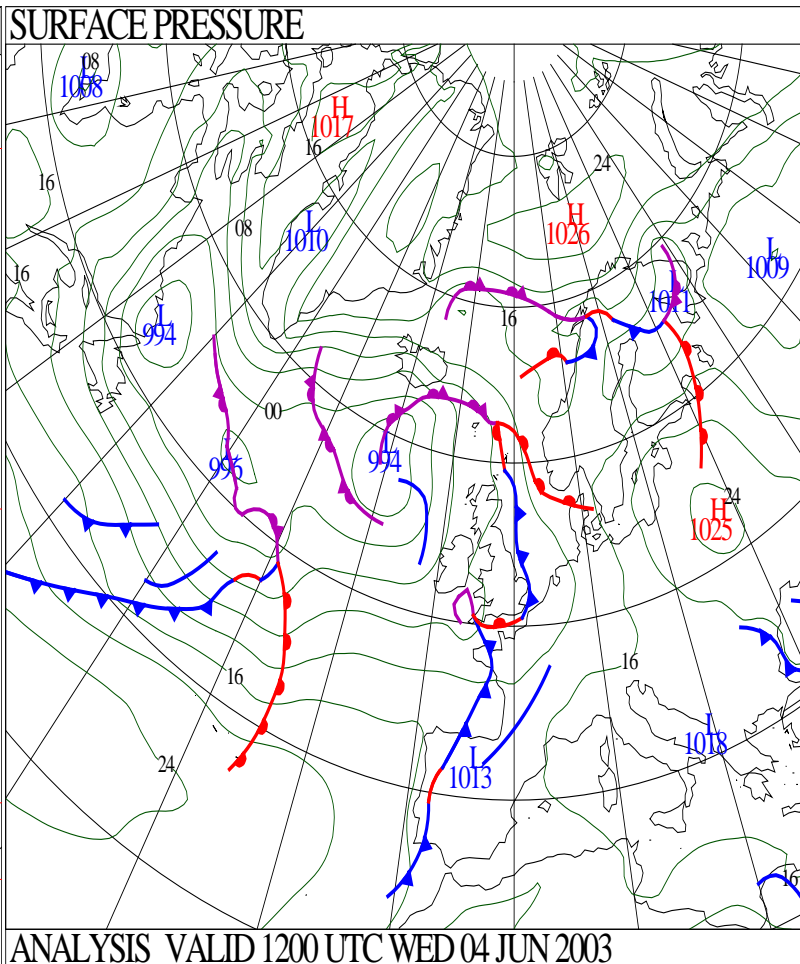 SURFACE PRESSURE
08
L
1008
H
1017
16
24
16
H
1026
08
L
1010
L
1009
16
L
1011
L
994
16
00
L
994
L
996
24
H
1025
16
16
24
L
1018
L
1013
16
ANALYSIS VALID 1200 UTC WED 04 JUN 2003